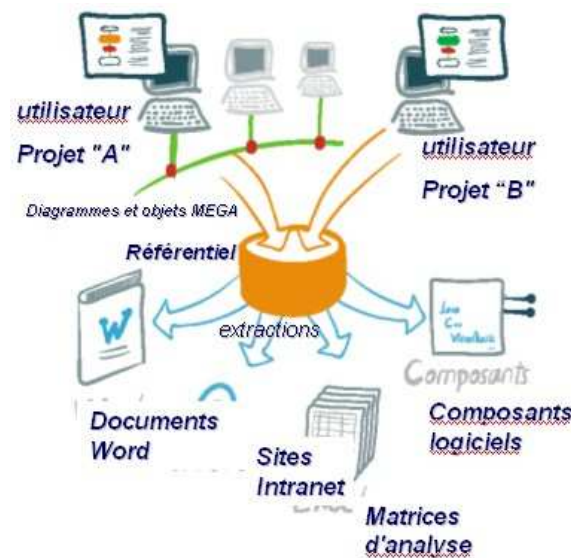 utilisateur
Projet "A"
utilisateur
Projet “B"
Diagrammes et objets MEGA
Référentiel
extractions
W
Java
C++
Composants
Documents
Word
Sites
Intranet
Composants
logiciels
Matrices
d'analyse